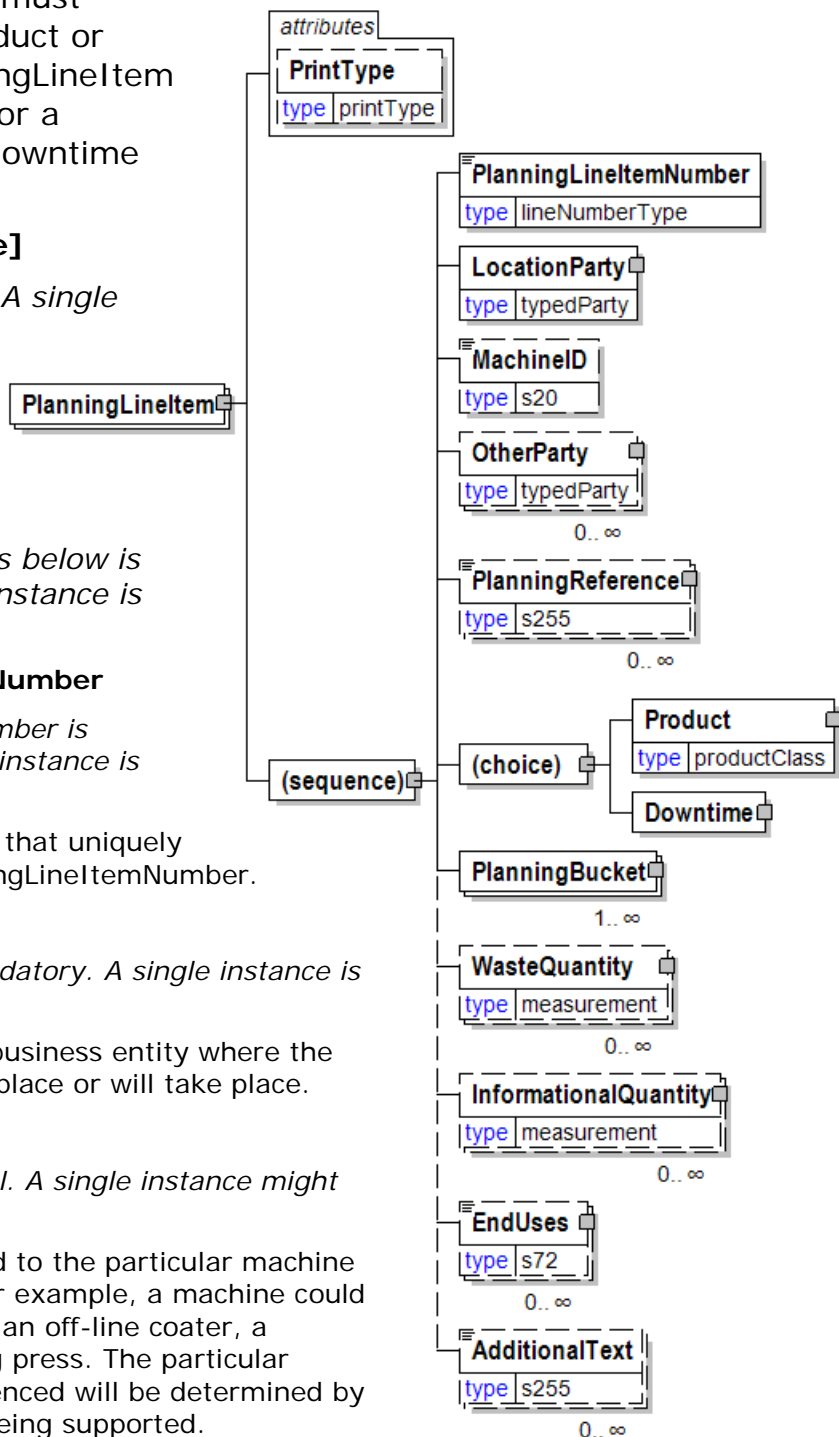 must
duct or
ngLineItem
or a
owntime
e]
A single
s below is
nstance is
Number
mber is
instance is
that uniquely
ngLineItemNumber.
datory. A single instance is
business entity where the
place or will take place.
l. A single instance might
d to the particular machine
r example, a machine could
an off-line coater, a
g press. The particular
enced will be determined by
being supported.
attributes
PrintType
type printType
PlanningLineItem
(sequence)
PlanningLineItemNumber
type lineNumberType
LocationParty
type typedParty
MachineID
type s20
OtherParty
type typedParty
0.. ∞
PlanningReference
type s255
0.. ∞
(choice)
Product
type productClass
Downtime
PlanningBucket
1.. ∞
WasteQuantity
type measurement
0.. ∞
InformationalQuantity
type measurement
0.. ∞
EndUses
type s72
0.. ∞
AdditionalText
type s255
0.. ∞